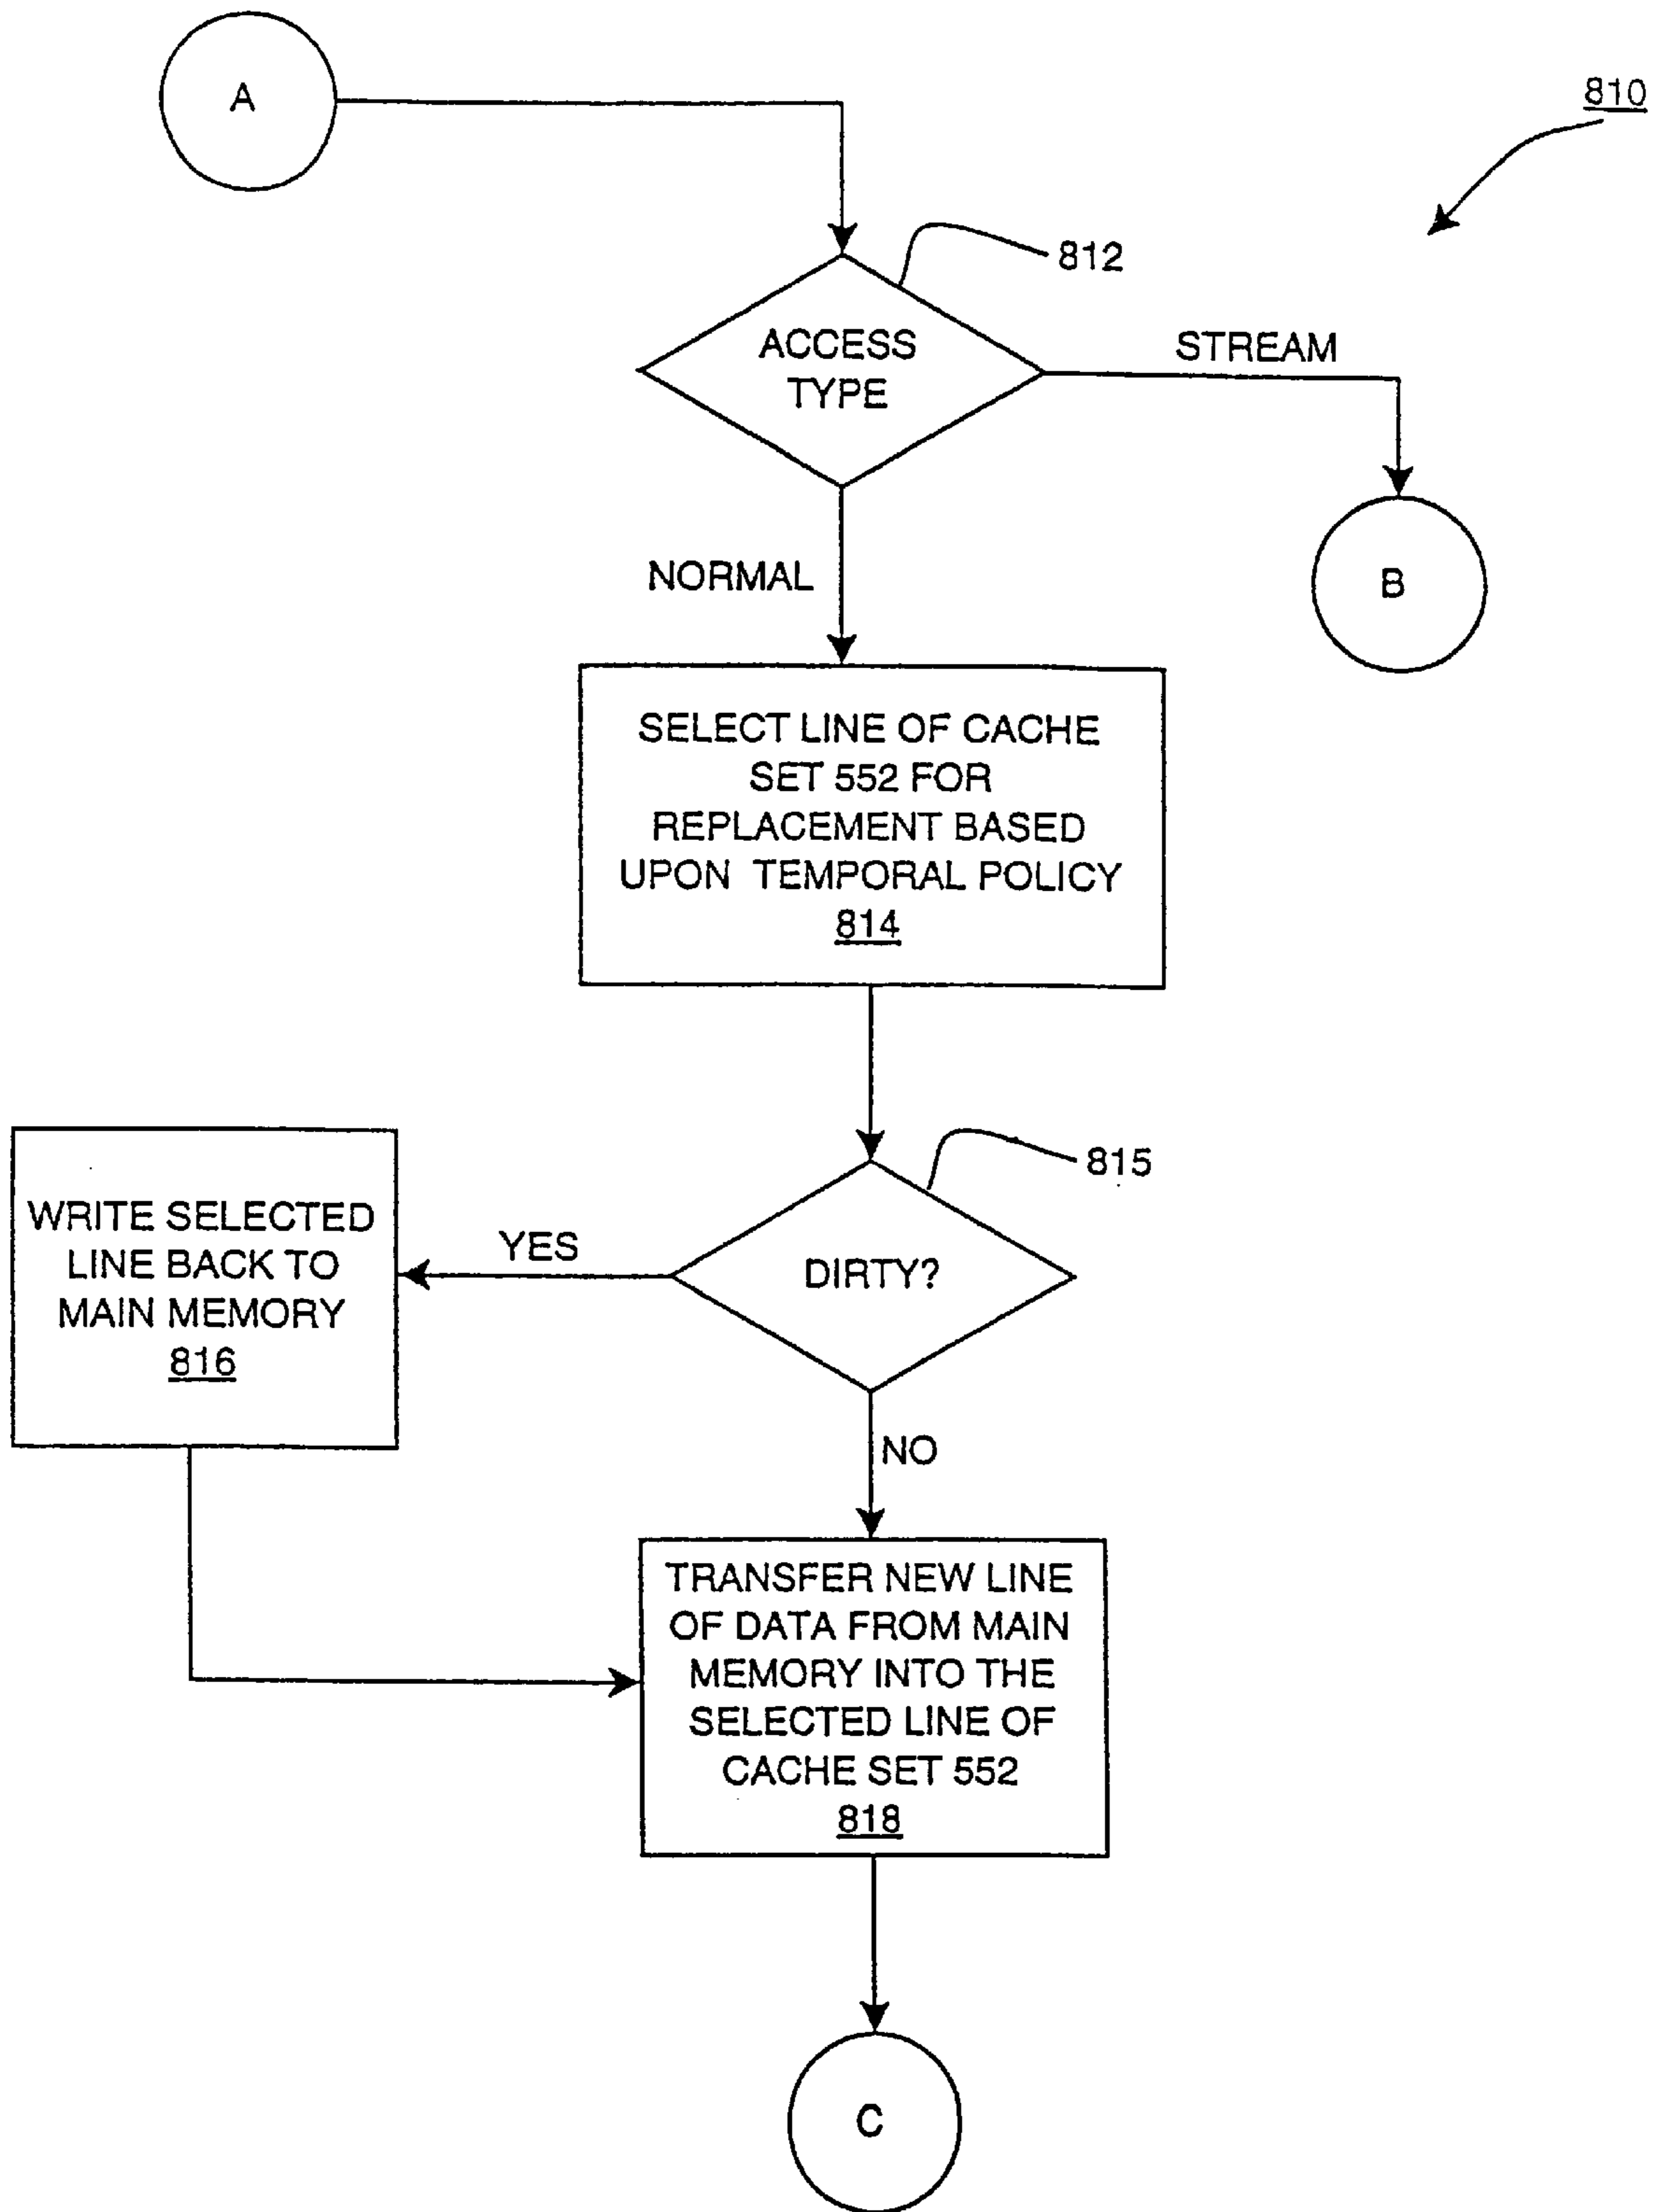 A
810
812
ACCESS
TYPE
STREAM
B
NORMAL
SELECT LINE OF CACHE
SET 552 FOR
REPLACEMENT BASED
UPON TEMPORAL POLICY
814
815
DIRTY?
YES
WRITE SELECTED
LINE BACK TO
MAIN MEMORY
816
NO
TRANSFER NEW LINE
OF DATA FROM MAIN
MEMORY INTO THE
SELECTED LINE OF
CACHE SET 552
818
C